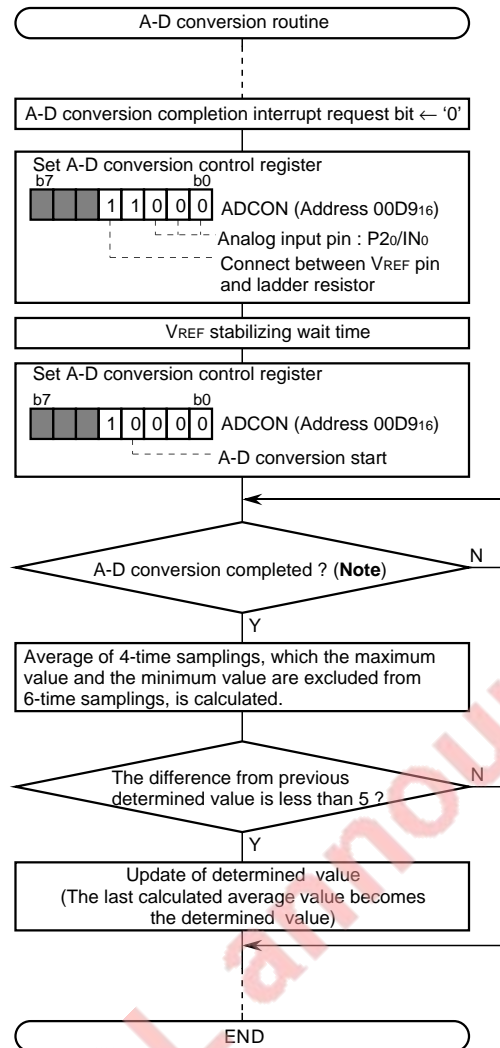 A-D conversion routine
A-D conversion completion interrupt request bit ← ‘0’
Set A-D conversion control register
b7 b0
1 1 0 0 0 ADCON (Address 00D916)
Analog input pin : P20/IN0
Connect between VREF pin
and ladder resistor
VREF stabilizing wait time
Set A-D conversion control register
b7 b0
1 0 0 0 0 ADCON (Address 00D916)
A-D conversion start
A-D conversion completed ? (Note)
N
Y
Average of 4-time samplings, which the maximum
value and the minimum value are excluded from
6-time samplings, is calculated.
The difference from previous
determined value is less than 5 ?
N
Y
Update of determined value
(The last calculated average value becomes
the determined value)
END